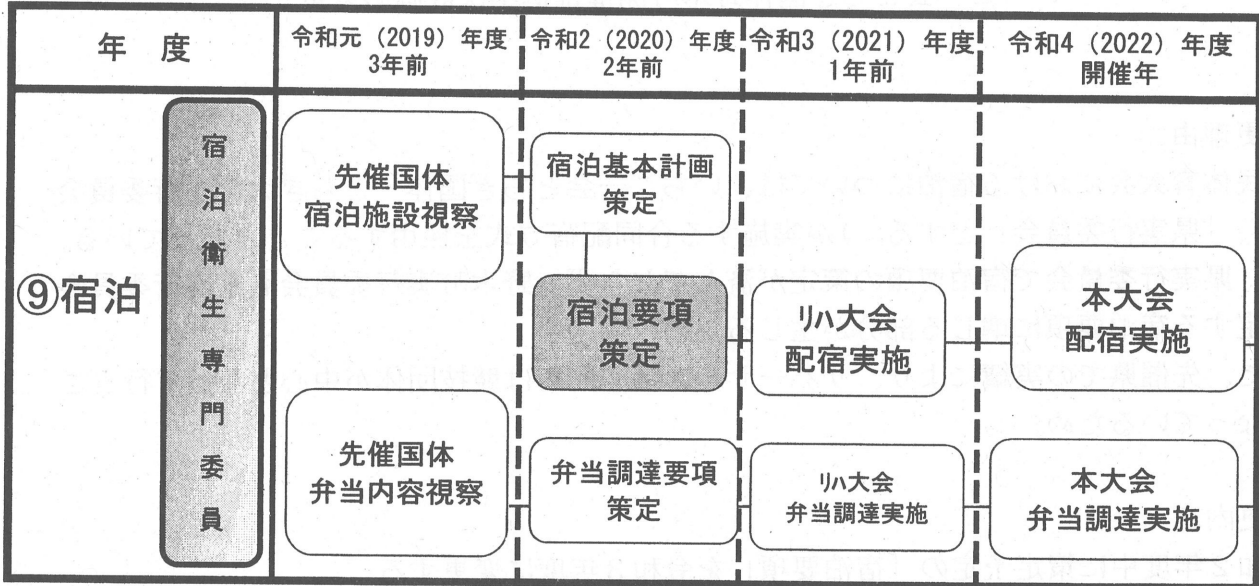 年 度
令和元（2019）年度
3年前
令和2（2020）年度
2年前
令和3（2021）年度
1年前
令和4（2022）年度
開催年
⑨宿泊
宿泊衛生専門委員
先催国体
宿泊施設視察
宿泊基本計画
策定
宿泊要項
策定
リハ大会
配宿実施
本大会
配宿実施
先催国体
弁当内容視察
弁当調達要項
策定
リハ大会
弁当調達実施
本大会
弁当調達実施